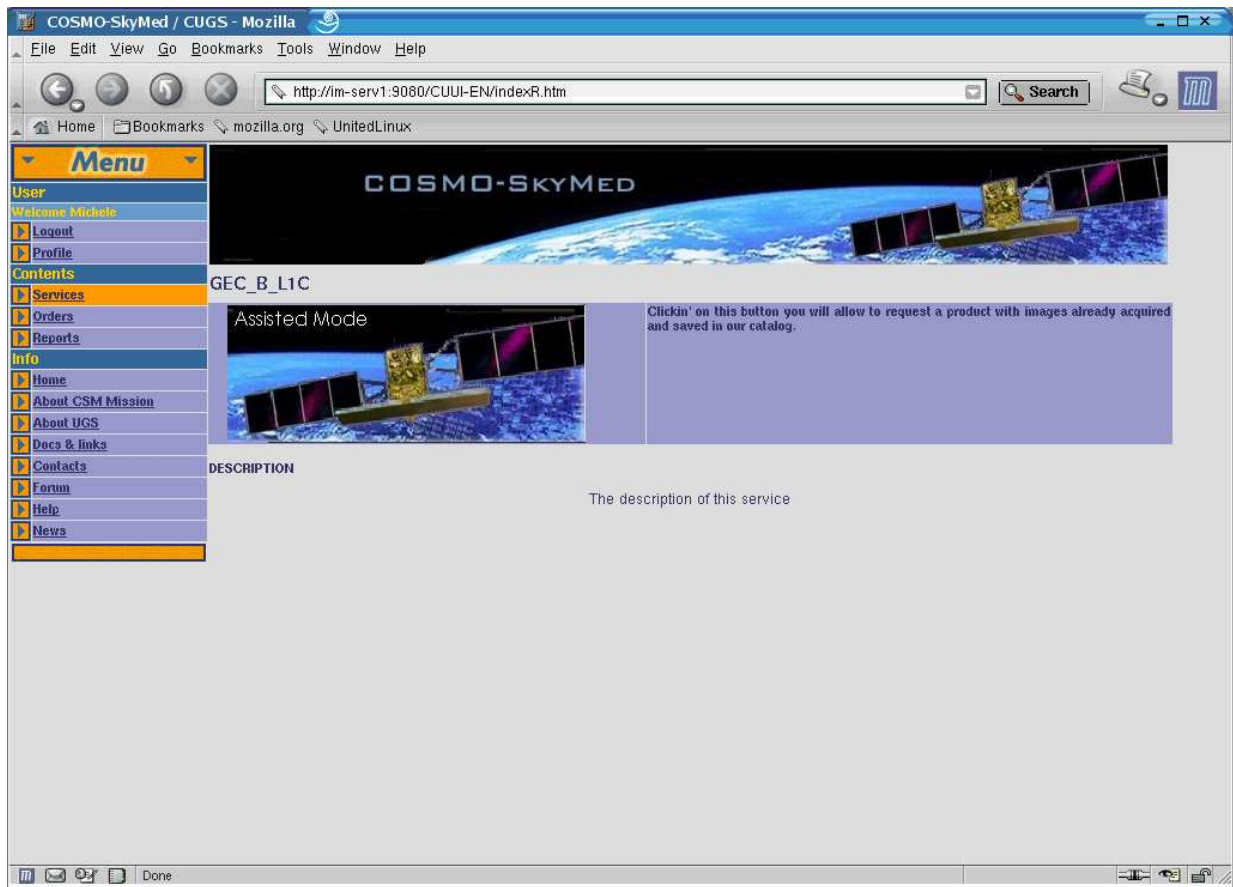 COSMO-SkyMed / CUGS - Mozilla
File Edit View Go Bookmarks Tools Window Help
http://im-serv1:9080/CUUI-EN/indexR.htm
Search
Home Bookmarks mozilla.org UnitedLinux
Menu
User
Welcome Michele
Logout
Profile
Contents
Services
Orders
Reports
Info
Home
About CSM Mission
About UGS
Docs & links
Contacts
Forum
Help
News
COSMO-SKYMED
GEC_B_L1C
Assisted Mode
Clickin' on this button you will allow to request a product with images already acquired
and saved in our catalog.
DESCRIPTION
The description of this service
Done